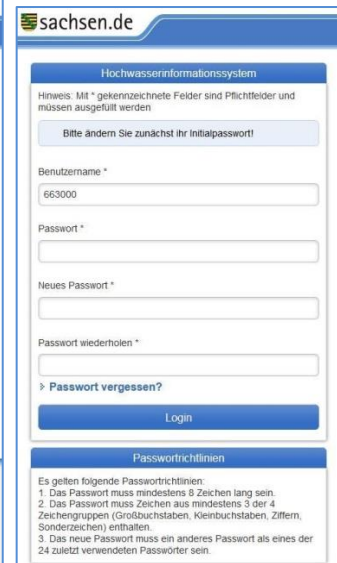 sachsen.de
Hochwasserinformationssystem
Hinweis: Mit * gekennzeichnete Felder sind Pflichtfelder und
müssen ausgefüllt werden
Bitte ändern Sie zunächst ihr Initialpasswort!
Benutzername *
663000
Passwort *
Neues Passwort *
Passwort wiederholen *
Passwort vergessen?
Login
Passwortrichtlinien
Es gelten folgende Passwortrichtlinien:
1. Das Passwort muss mindestens 8 Zeichen lang sein.
2. Das Passwort muss Zeichen aus mindestens 3 der 4
Zeichengruppen (Großbuchstaben, Kleinbuchstaben, Ziffern,
Sonderzeichen) enthalten.
3. Das neue Passwort muss ein anderes Passwort als eines der
24 zuletzt verwendeten Passwörter sein.